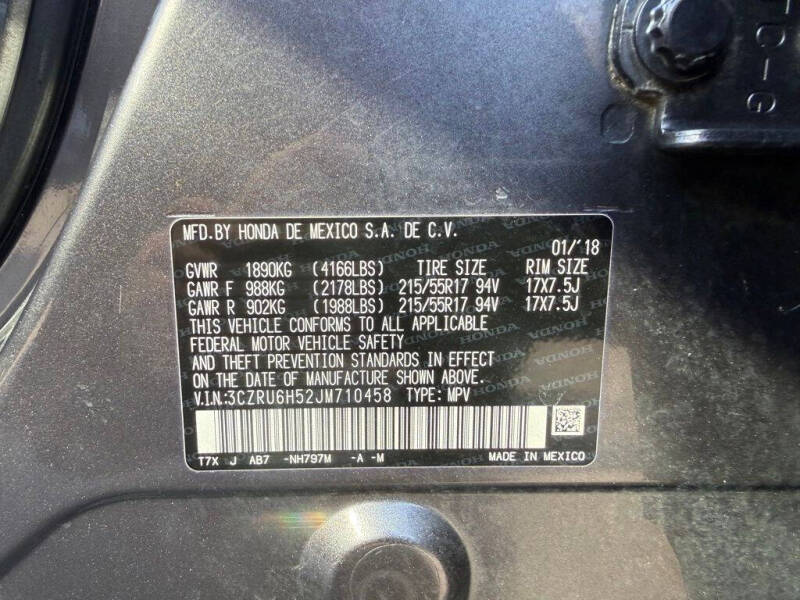 TD-G
MFD.BY HONDA DE MEXICO S.A. DE C.V. 01/'18
GVWR 1890KG (4166LBS) TIRE SIZE RIM SIZE
GAWR F 988KG (2178LBS) 215/55R17 94V 17X7.5J
GAWR R 902KG (1988LBS) 215/55R17 94V 17X7.5J
THIS VEHICLE CONFORMS TO ALL APPLICABLE
FEDERAL MOTOR VEHICLE SAFETY
AND THEFT PREVENTION STANDARDS IN EFFECT
ON THE DATE OF MANUFACTURE SHOWN ABOVE.
V.I.N.:3CZRU6H52JM710458 TYPE: MPV
T7X J AB7 -NH797M -A -M MADE IN MEXICO